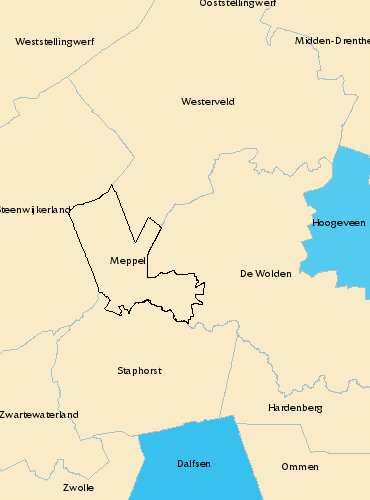 Ooststellingwerf
Weststellingwerf
Midden-Drenthe
Westerveld
Steenwijkerland
Hoogeveen
Meppel
De Wolden
Staphorst
Hardenberg
Zwartewaterland
Dalfsen
Ommen
Zwolle